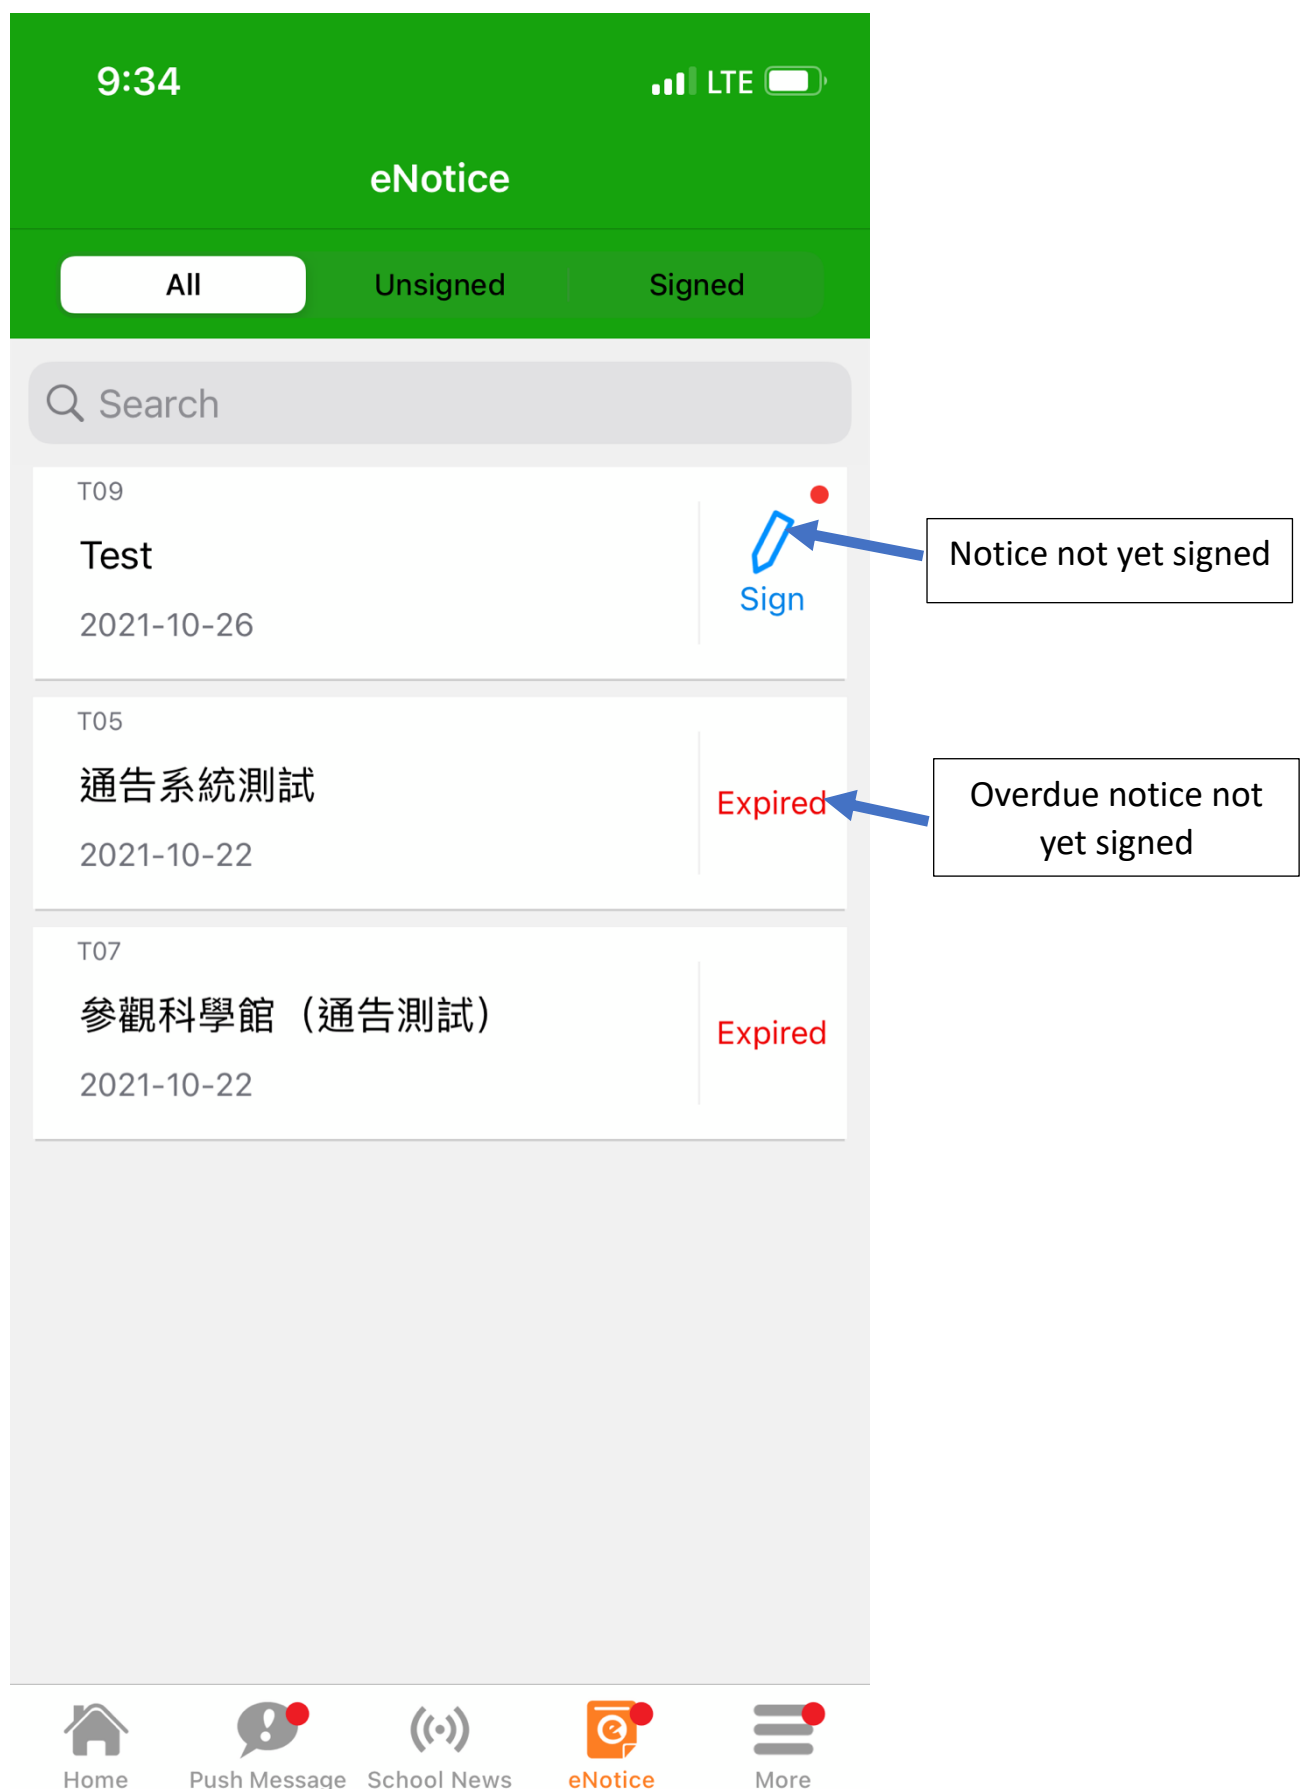 9:34
LTE
eNotice
All Unsigned Signed
Search
T09
Test
2021-10-26
Sign
Notice not yet signed
T05
通告系統測試
2021-10-22
Expired
Overdue notice not
yet signed
T07
參觀科學館（通告測試）
2021-10-22
Expired
Home Push Message School News eNotice More